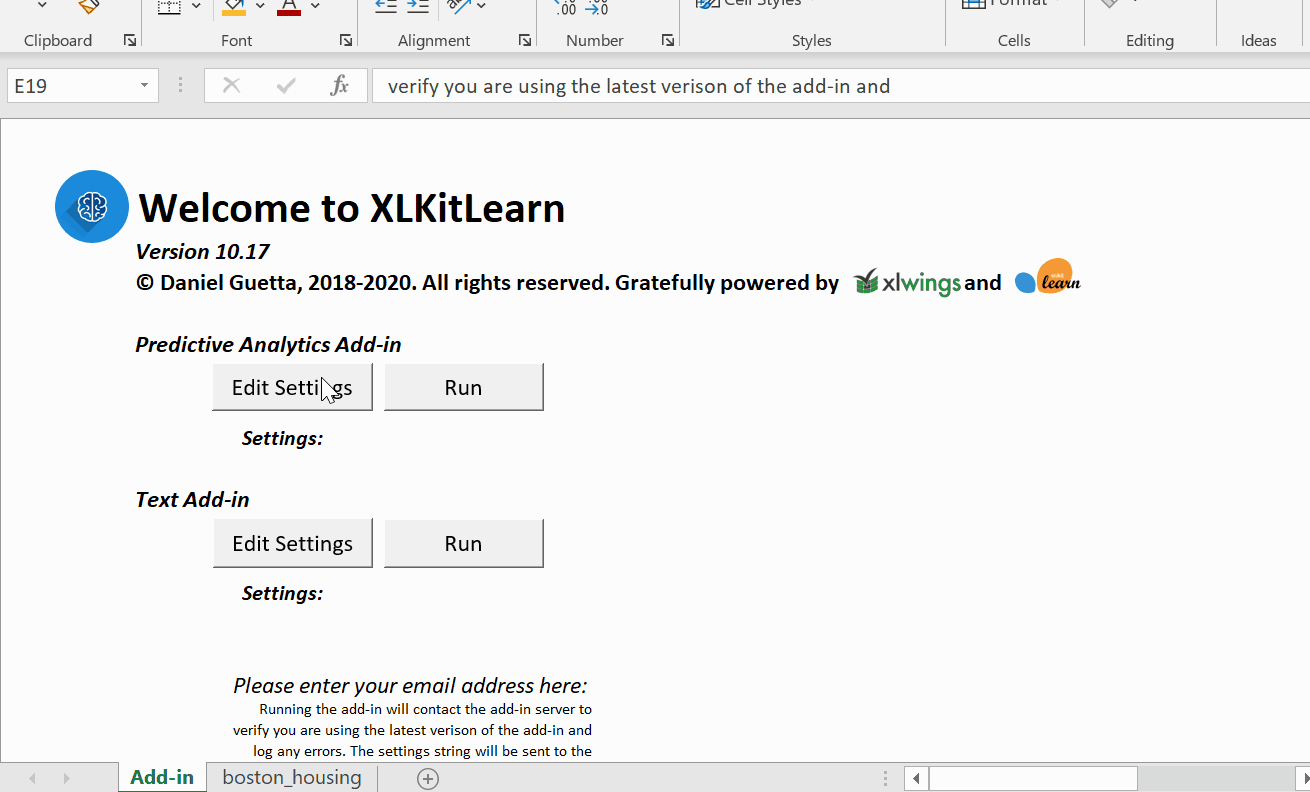 Cell Styles
Format
Clipboard
Font
Alignment
Number
Styles
Cells
Editing
Ideas
E19
fx
verify you are using the latest verison of the add-in and
Welcome to XLKitLearn
Version 10.17
© Daniel Guetta, 2018-2020. All rights reserved. Gratefully powered by xlwings and learn
Predictive Analytics Add-in
Edit Settings
Run
Settings:
Text Add-in
Edit Settings
Run
Settings:
Please enter your email address here:
Running the add-in will contact the add-in server to
verify you are using the latest verison of the add-in and
log any errors. The settings string will be sent to the
Add-in
boston_housing